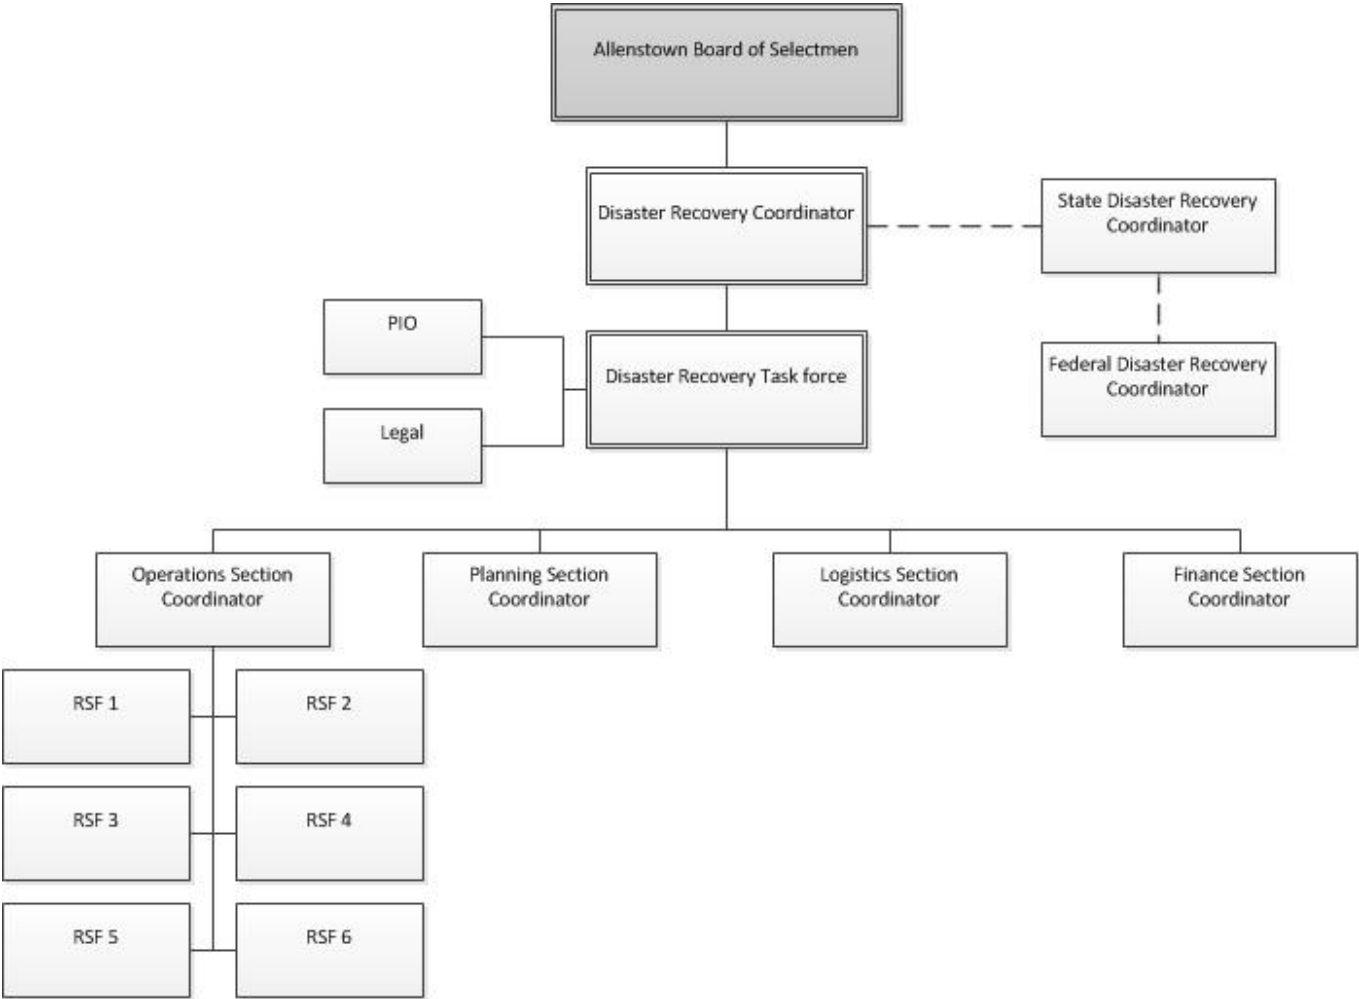 Allenstown Board of Selectmen
Disaster Recovery Coordinator
State Disaster Recovery
Coordinator
PIO
Legal
Disaster Recovery Task force
Federal Disaster Recovery
Coordinator
Operations Section
Coordinator
Planning Section
Coordinator
Logistics Section
Coordinator
Finance Section
Coordinator
RSF 1
RSF 2
RSF 3
RSF 4
RSF 5
RSF 6